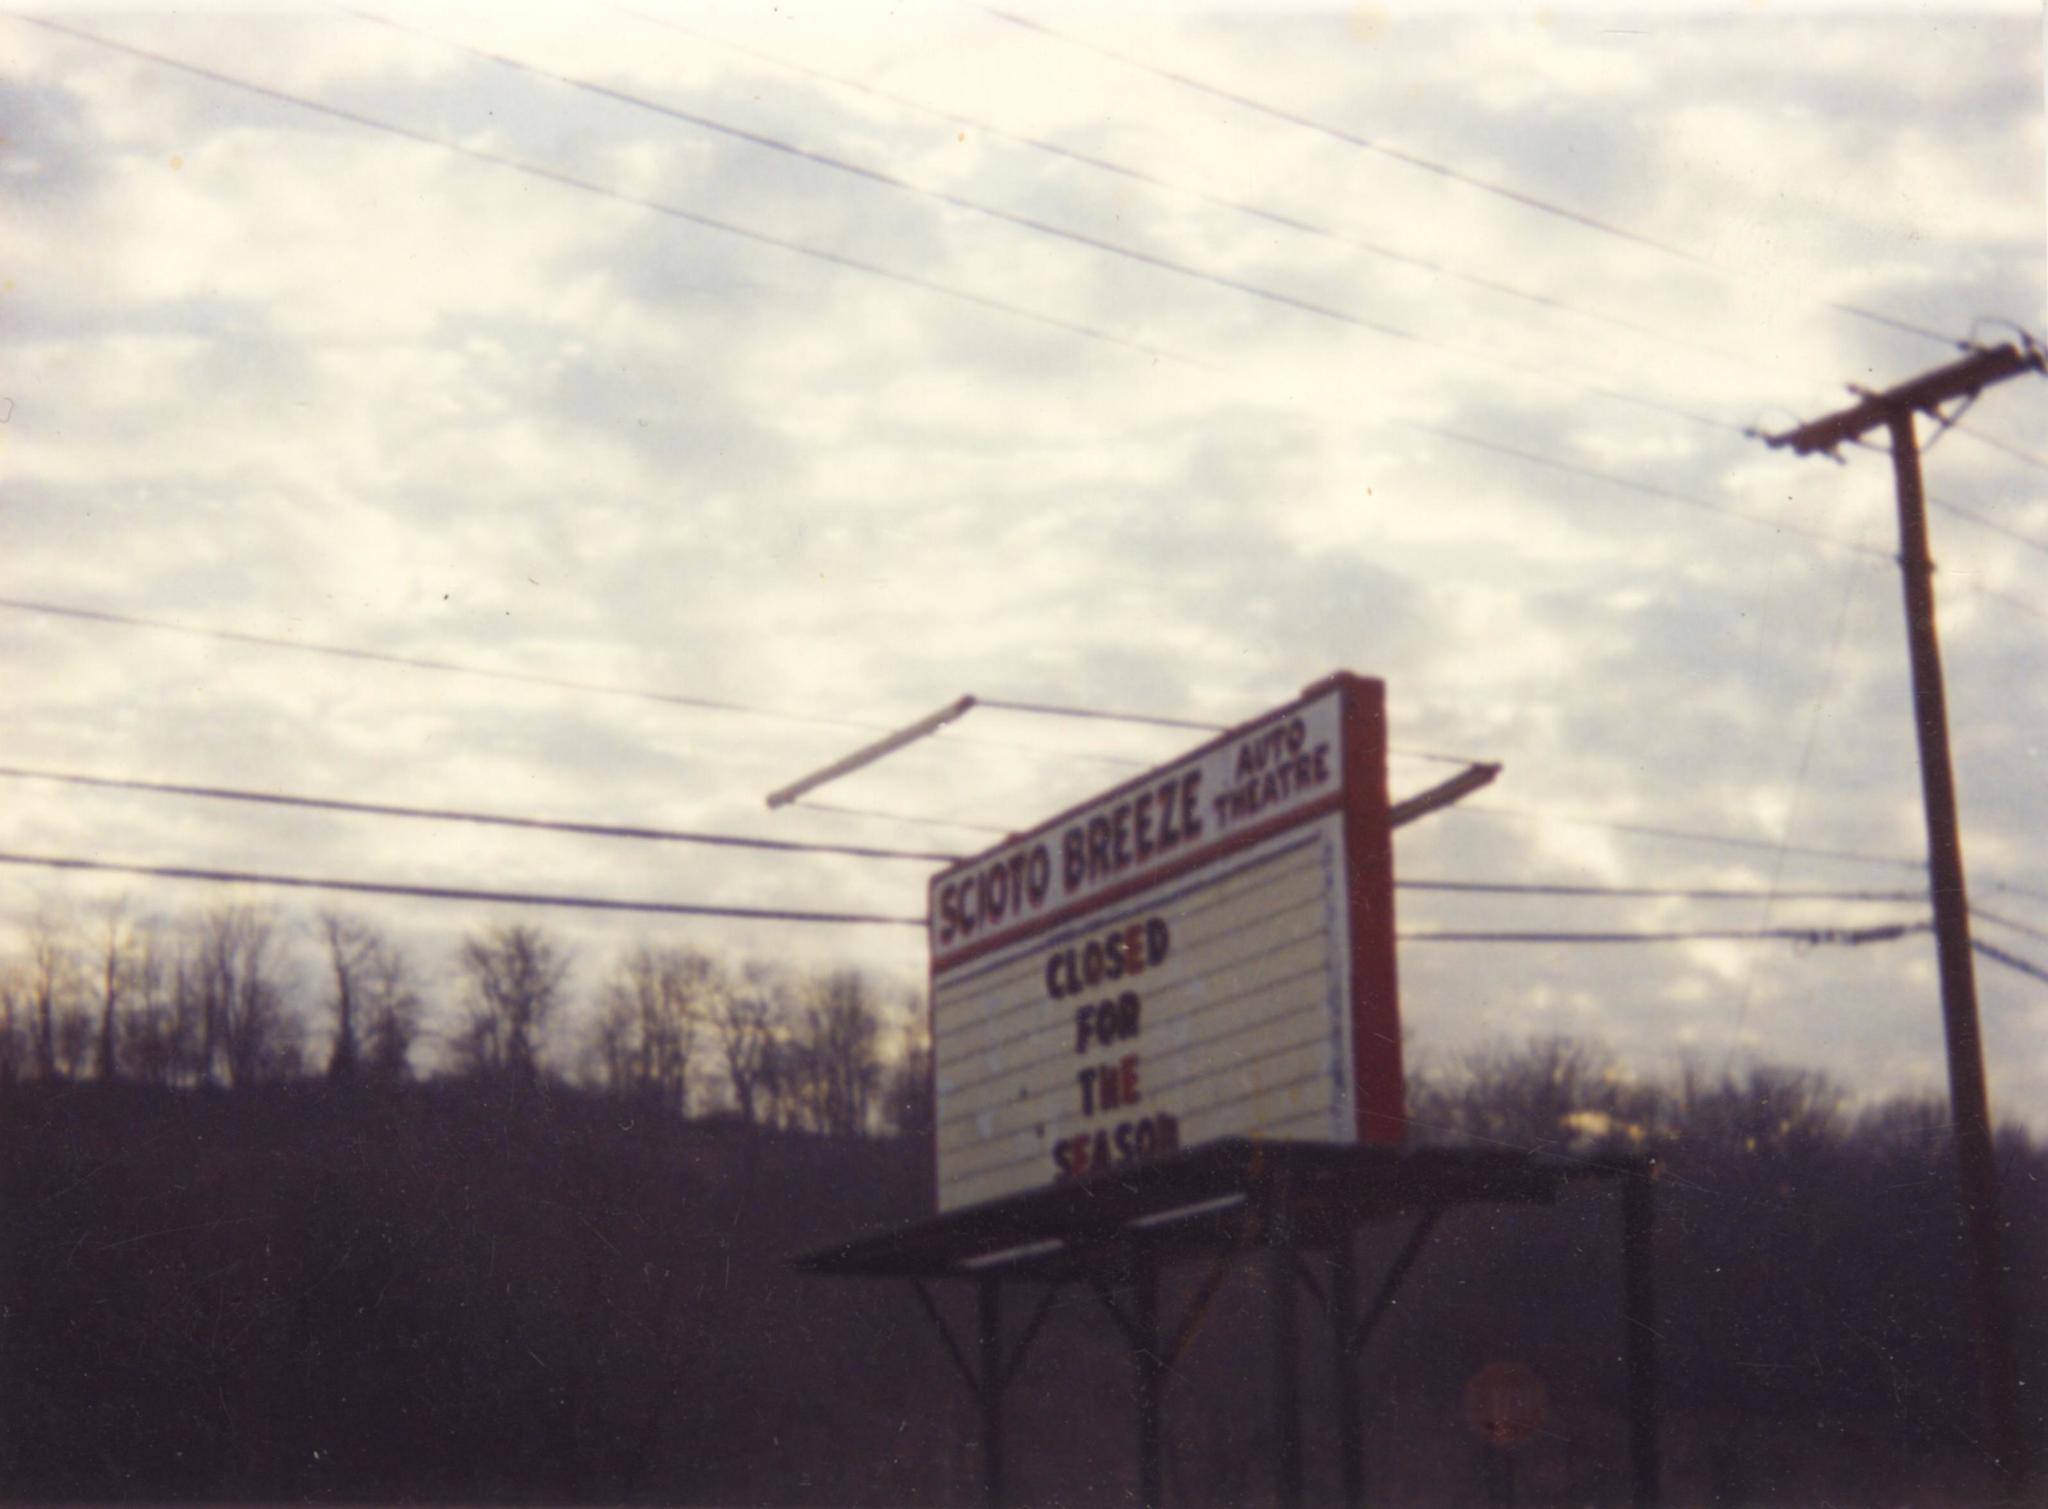 SCIOTO BREEZE AUTO
THEATRE
CLOSED
FOR
THE
SEASON